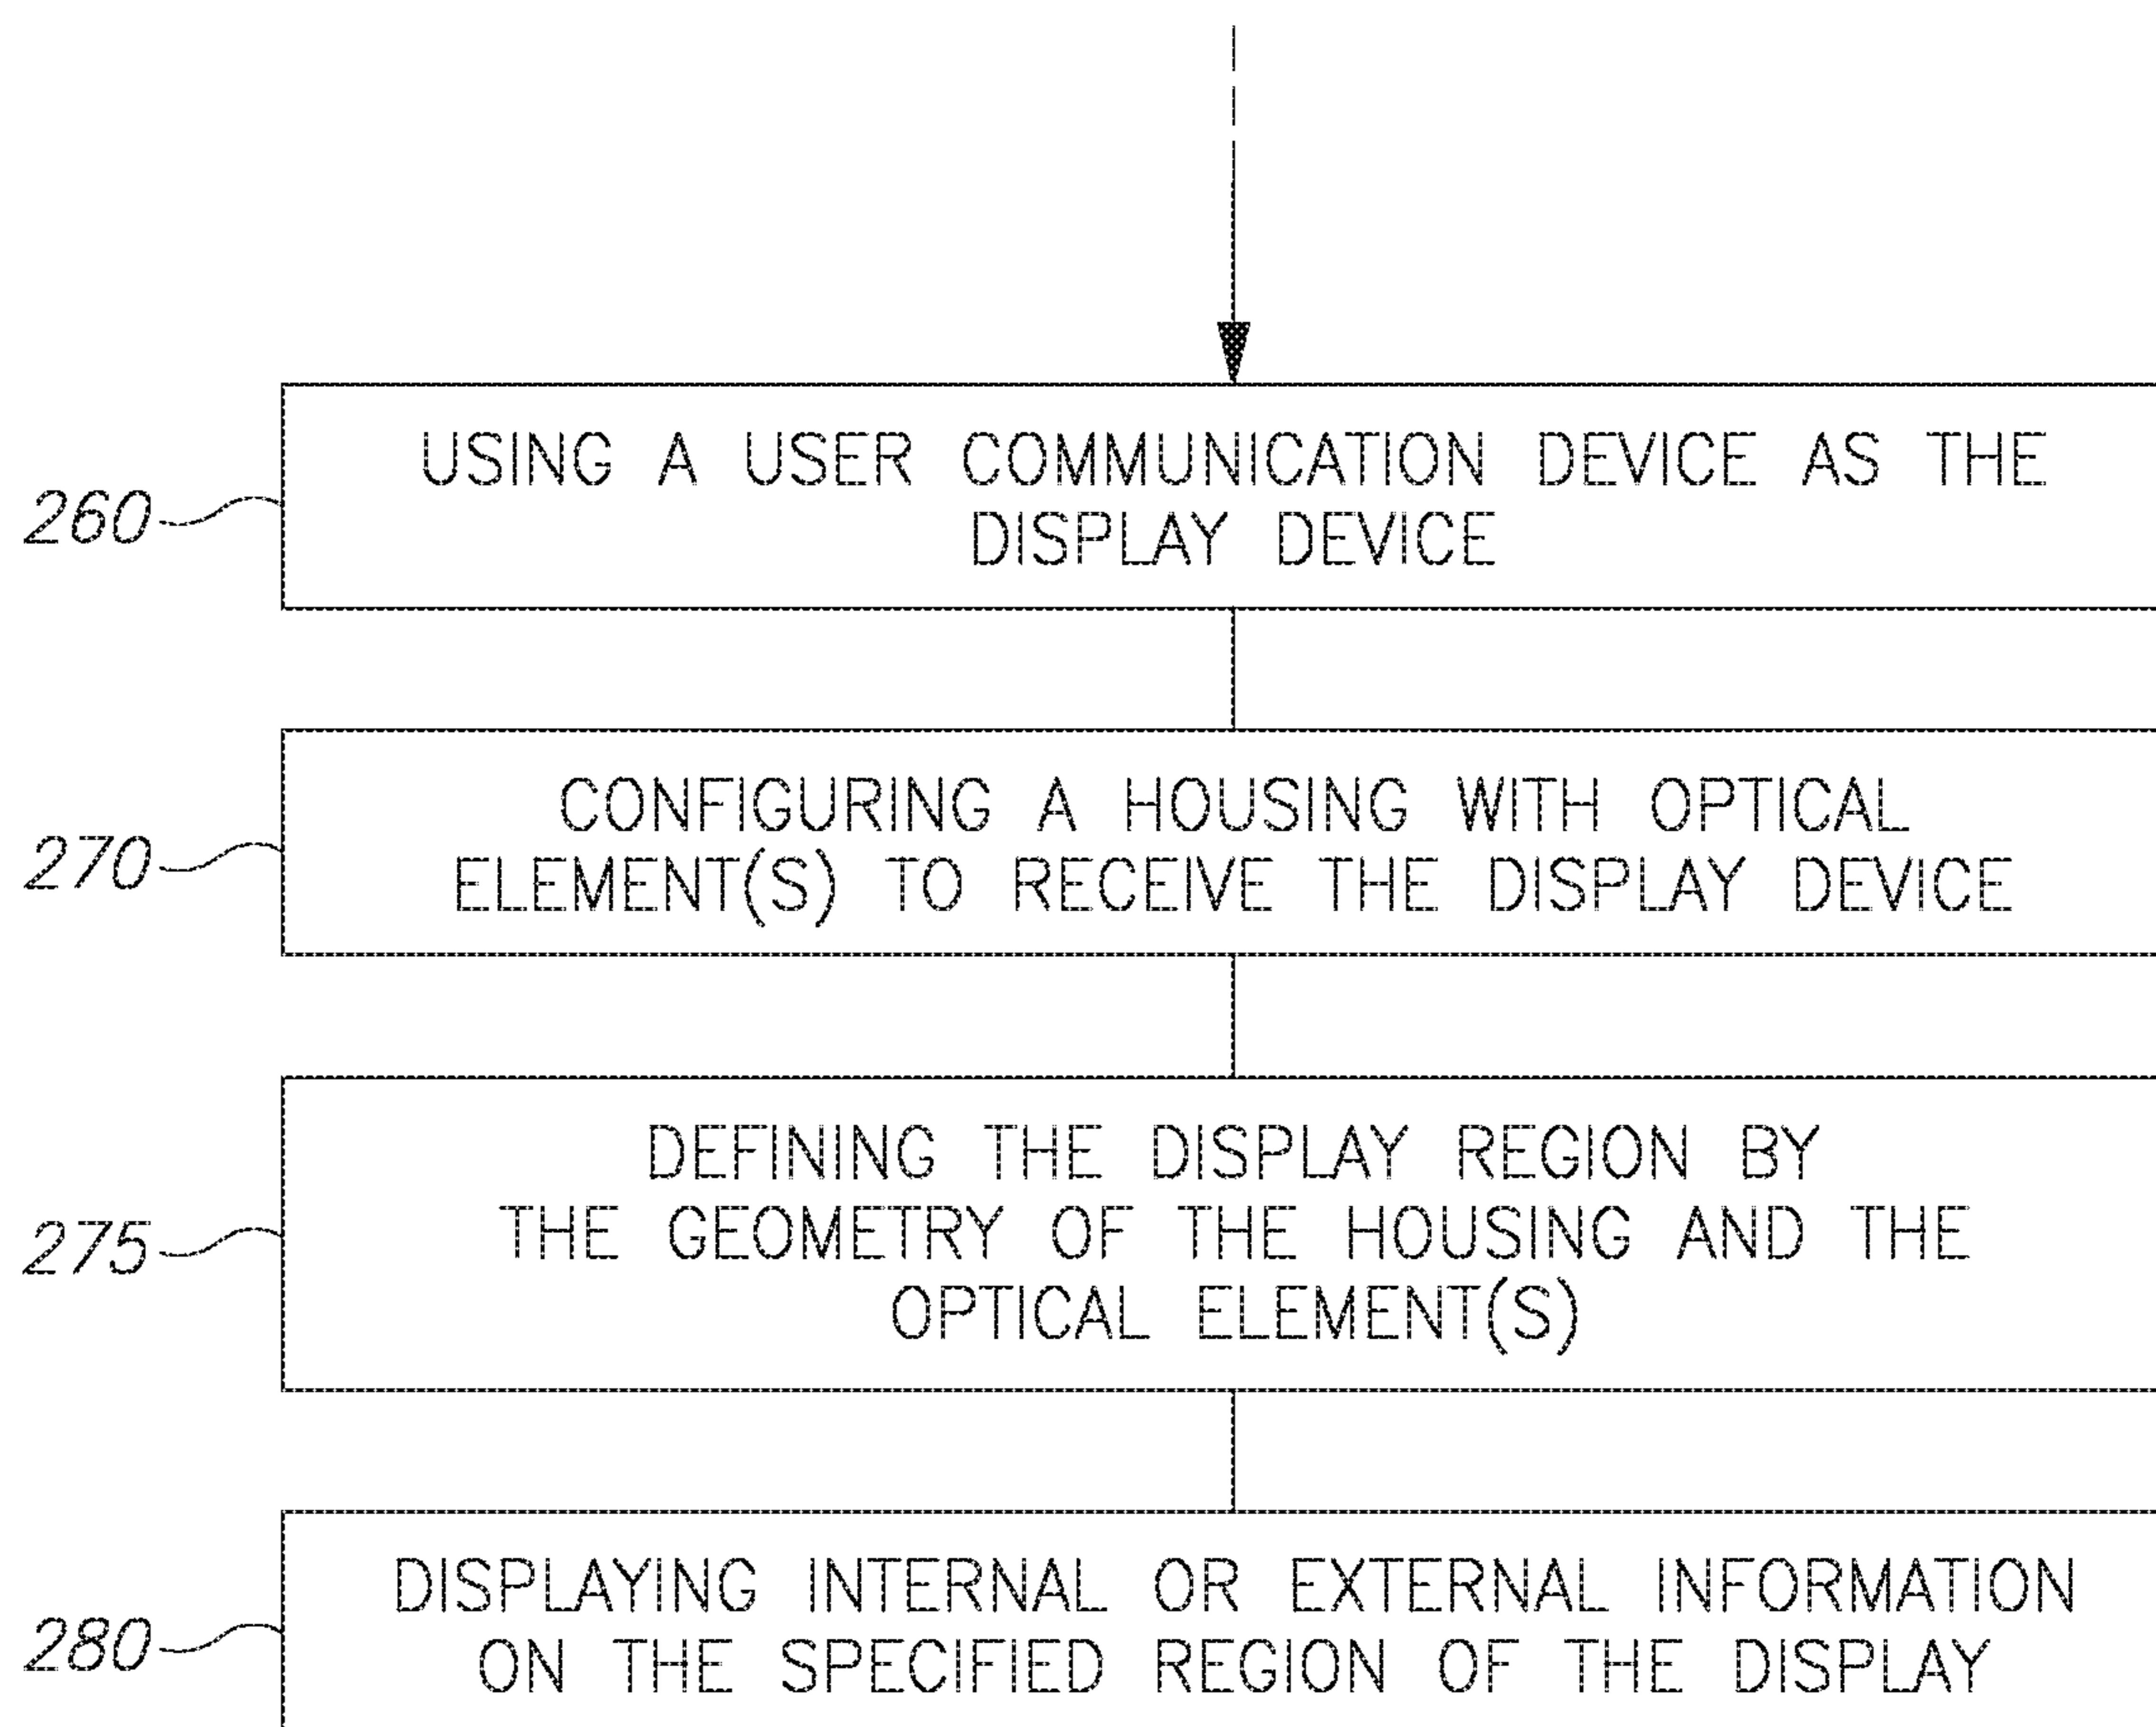 USING A USER COMMUNICATION DEVICE AS THE
DISPLAY DEVICE
260
CONFIGURING A HOUSING WITH OPTICAL
ELEMENT(S) TO RECEIVE THE DISPLAY DEVICE
270
DEFINING THE DISPLAY REGION BY
THE GEOMETRY OF THE HOUSING AND THE
OPTICAL ELEMENT(S)
275
DISPLAYING INTERNAL OR EXTERNAL INFORMATION
ON THE SPECIFIED REGION OF THE DISPLAY
280